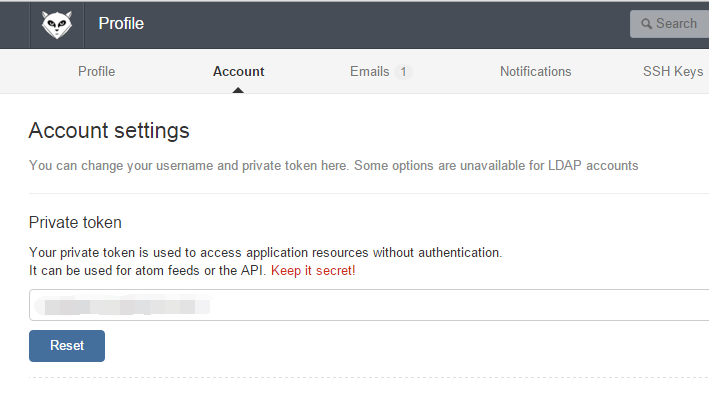 Profile
Search
Profile Account Emails 1 Notifications SSH Keys
Account settings
You can change your username and private token here. Some options are unavailable for LDAP accounts
Private token
Your private token is used to access application resources without authentication.
It can be used for atom feeds or the API. Keep it secret!
Reset